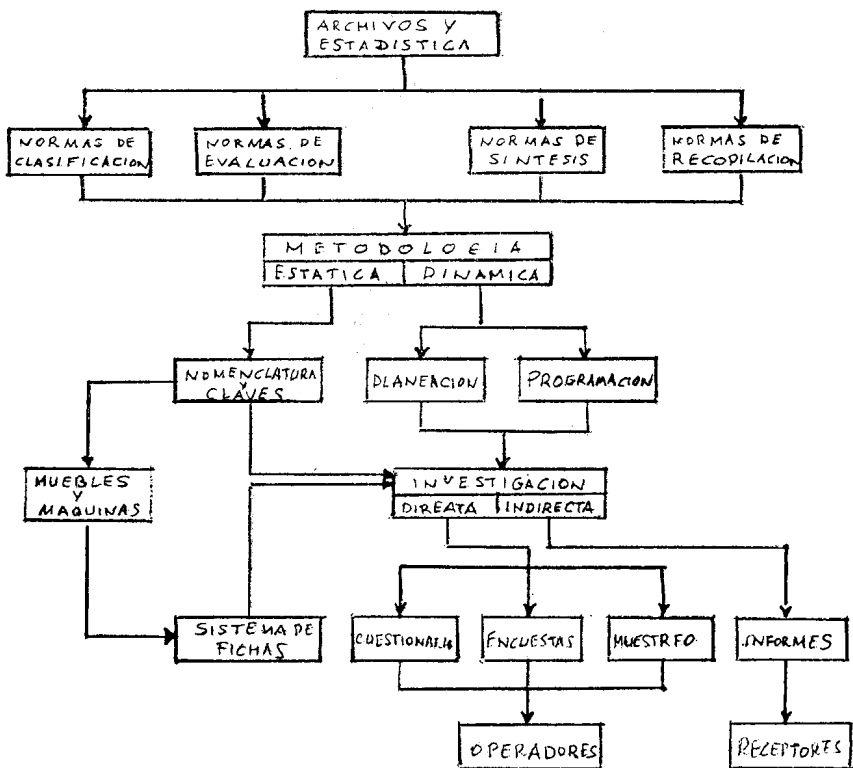 ARCHIVOS Y
ESTADISTICA
NORMAS DE
CLASIFICACION
NORMAS DE
EVALUACION
NORMAS DE
SINTESIS
NORMAS DE
RECOPILACION
METODOLOGIA
ESTATICA
DINAMICA
NOMENCLATURA
Y
CLAVES
PLANEACION
PROGRAMACION
MUEBLES
Y
MAQUINAS
INVESTIGACION
DIREATA
INDIRECTA
SISTEMA DE
FICHAS
CUESTIONARIO
ENCUESTAS
MUESTREO
INFORMES
OPERADORES
RECEPTORES